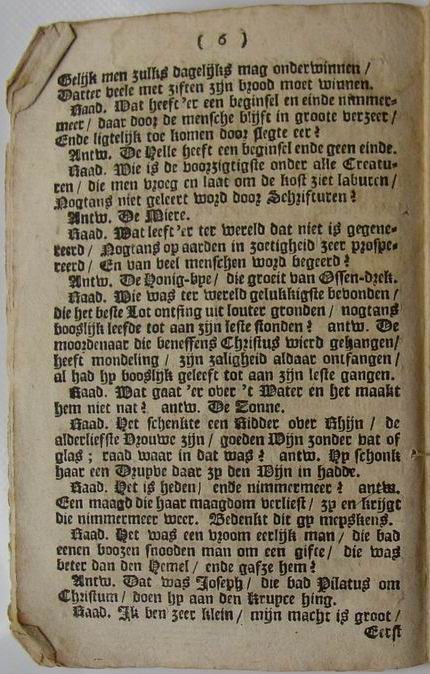 ( 6 )
Gelijk men zulks dagelijks mag onderwinnen /
Datter veele met ziften zijn brood moet winnen.
Raad. Wat heeft'er een beginsel en einde nimmer-
meer / daar door de mensche blijft in groote verzeer /
Ende ligtelijk toe komen door slegte eer?
Antw. De Helle heeft een beginsel ende geen einde.
Raad. Wie is de voorzigtigste onder alle Creatu-
ren / die men vroeg en laat om de kost ziet labuten /
Nogtans niet geleert word door Schrifturen?
Antw. De Miere.
Raad. Wat leeft'er ter wereld dat niet is gegene-
reerd / Nogtans op aarden in zoetigheid zeer prospe-
reerd / En van veel menschen word begeerd?
Antw. De Honig-bye / die groeit van Ossen-drek.
Raad. Wie was ter wereld gelukkigste bevonden /
die het beste Lot ontfing uit louter gronden / nogtans
booslijk leefde tot aan zijn leste stonden? antw. De
moordenaar die beneffens Christus wierd gehangen /
heeft mondeling / zijn zaligheid aldaar ontfangen /
al had hy booslyk geleeft tot aan zijn leste gangen.
Raad. Wat gaat 'er over 't Water en het maakt
hem niet nat? antw. De Zonne.
Raad. Het schenkte een Ridder over Rhijn / de
alderliefste Vrouwe zijn / goeden Wijn zonder vat of
glas ; raad waar in dat was? antw. Hy schonk
haar een Druyve daar zy den Wijn in hadde.
Raad. Het is heden / ende nimmermeer? antw.
Een maagd die haar maagdom verliest / zy en krijgt
die nimmermeer weer. Bedenkt dit gy meyskens.
Raad. Het was een vroom eerlijk man / die bad
eenen boozen snooden man om een gifte / die was
beter dan den Hemel / ende gafze hem?
Antw. Dat was Joseph / die bad Pilatus om
Christum / doen hy aan den Kruyce hing.
Raad. Ik ben zeer klein / mijn macht is groot /
Eerst